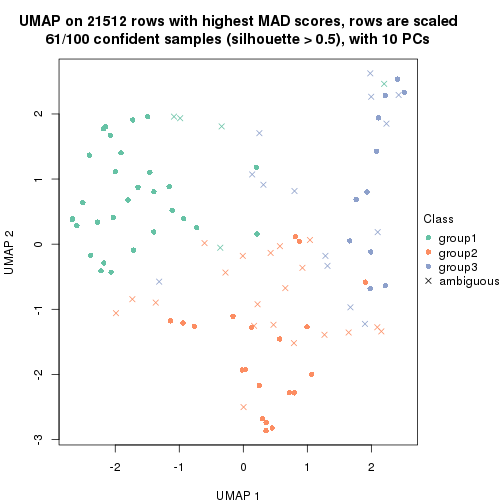 UMAP on 21512 rows with highest MAD scores, rows are scaled
61/100 confident samples (silhouette > 0.5), with 10 PCs
UMAP 2
2
1
0
-1
-2
-3
-2
-1
0
1
2
UMAP 1
Class
group1
group2
group3
ambiguous